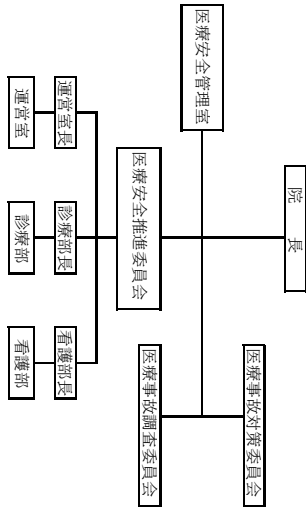 院　長
医療安全管理室
医療事故対策委員会
医療事故調査委員会
医療安全推進委員会
運営室長
診療部長
看護部長
運営室
診療部
看護部